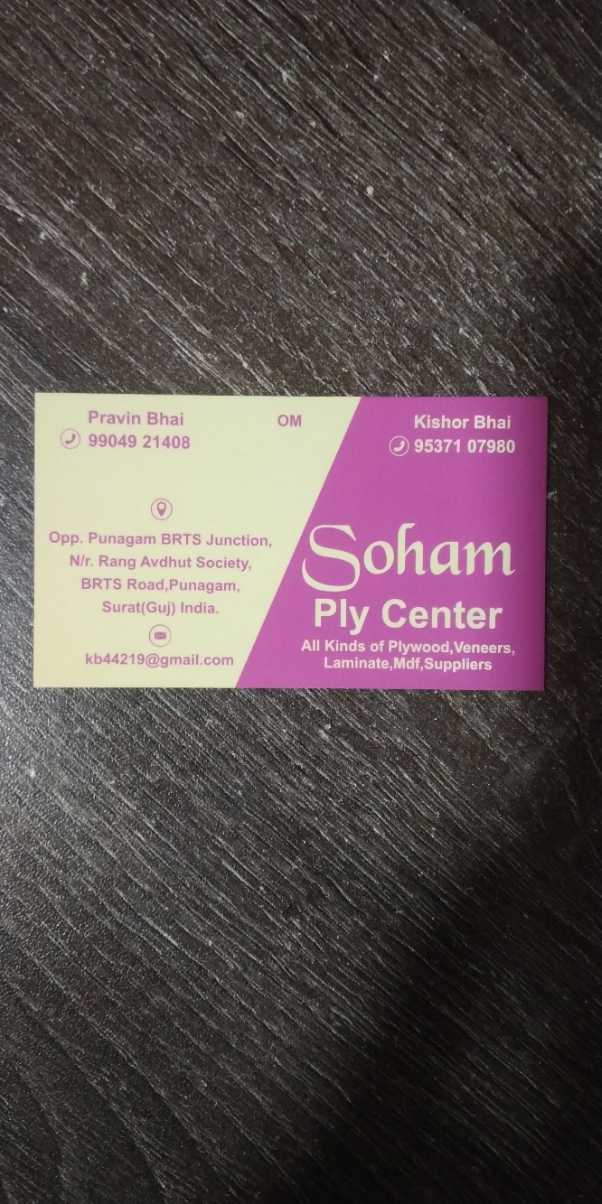 Pravin Bhai
99049 21408
OM
Kishor Bhai
95371 07980
Opp. Punagam BRTS Junction,
N/r. Rang Avdhut Society,
BRTS Road,Punagam,
Surat(Guj) India.
kb44219@gmail.com
Soham
Ply Center
All Kinds of Plywood,Veneers,
Laminate,Mdf,Suppliers